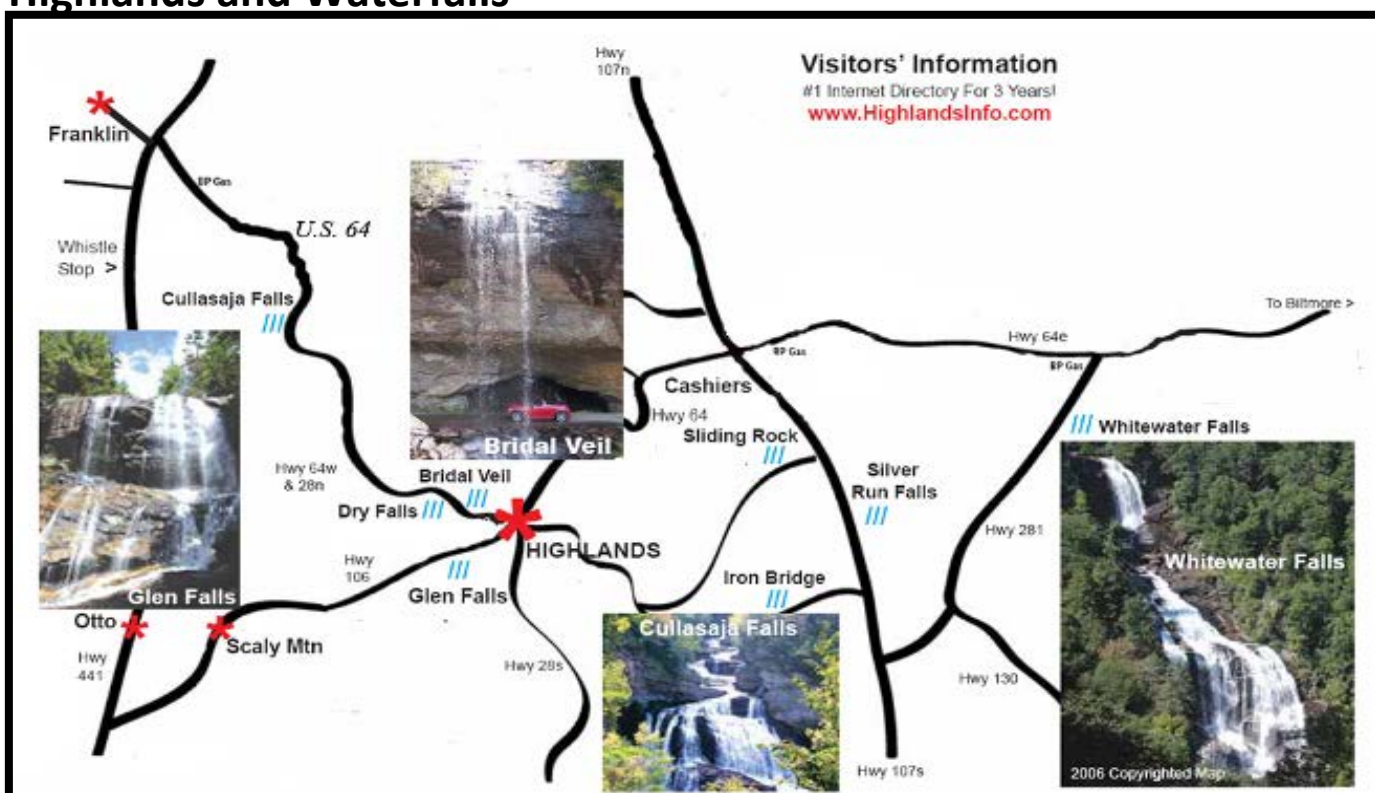 Highlands and Waterfalls
Hwy
107n
Visitors' Information
#1 Internet Directory For 3 Years!
www.HighlandsInfo.com
Franklin
BP Gas
U.S. 64
Whistle
Stop >
Cullasaja Falls
To Biltmore >
Hwy 64e
BP Gas
BP Gas
Cashiers
Hwy 64
Sliding Rock
Whitewater Falls
Bridal Veil
Hwy 64w
& 28n
Bridal Veil
Dry Falls
Silver
Run Falls
HIGHLANDS
Hwy 281
Hwy
106
Glen Falls
Iron Bridge
Whitewater Falls
Glen Falls
Otto
Scaly Mtn
Cullasaja Falls
Hwy
441
Hwy 28s
Hwy 130
Hwy 107s
2006 Copyrighted Map